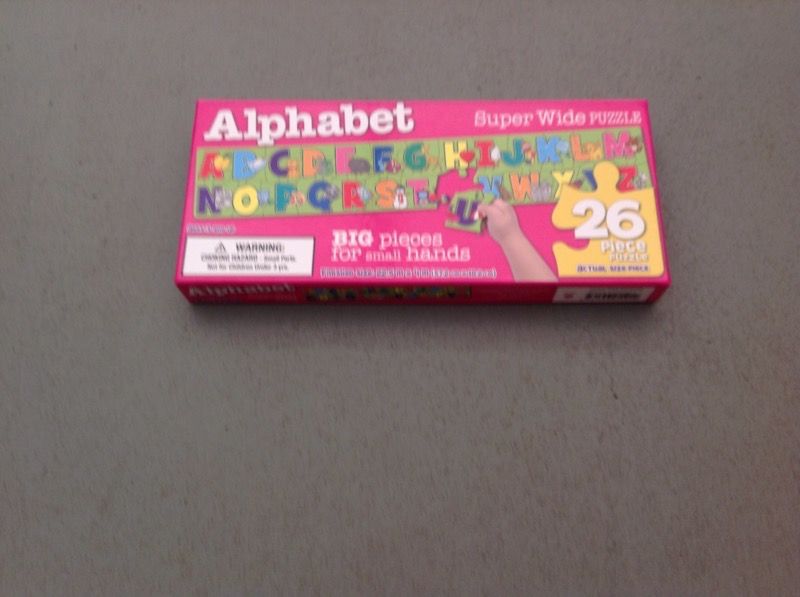 Alphabet
Super Wide PUZZLE
A B C D E F G H I J K L M
N O P Q R S T U V W X Y Z
BIG pieces
for small hands
WARNING:
CHOKING HAZARD - Small Parts.
Not for Children Under 3 yrs.
26
Piece
PUZZLE
ACTUAL SIZE PIECE
Alphabet